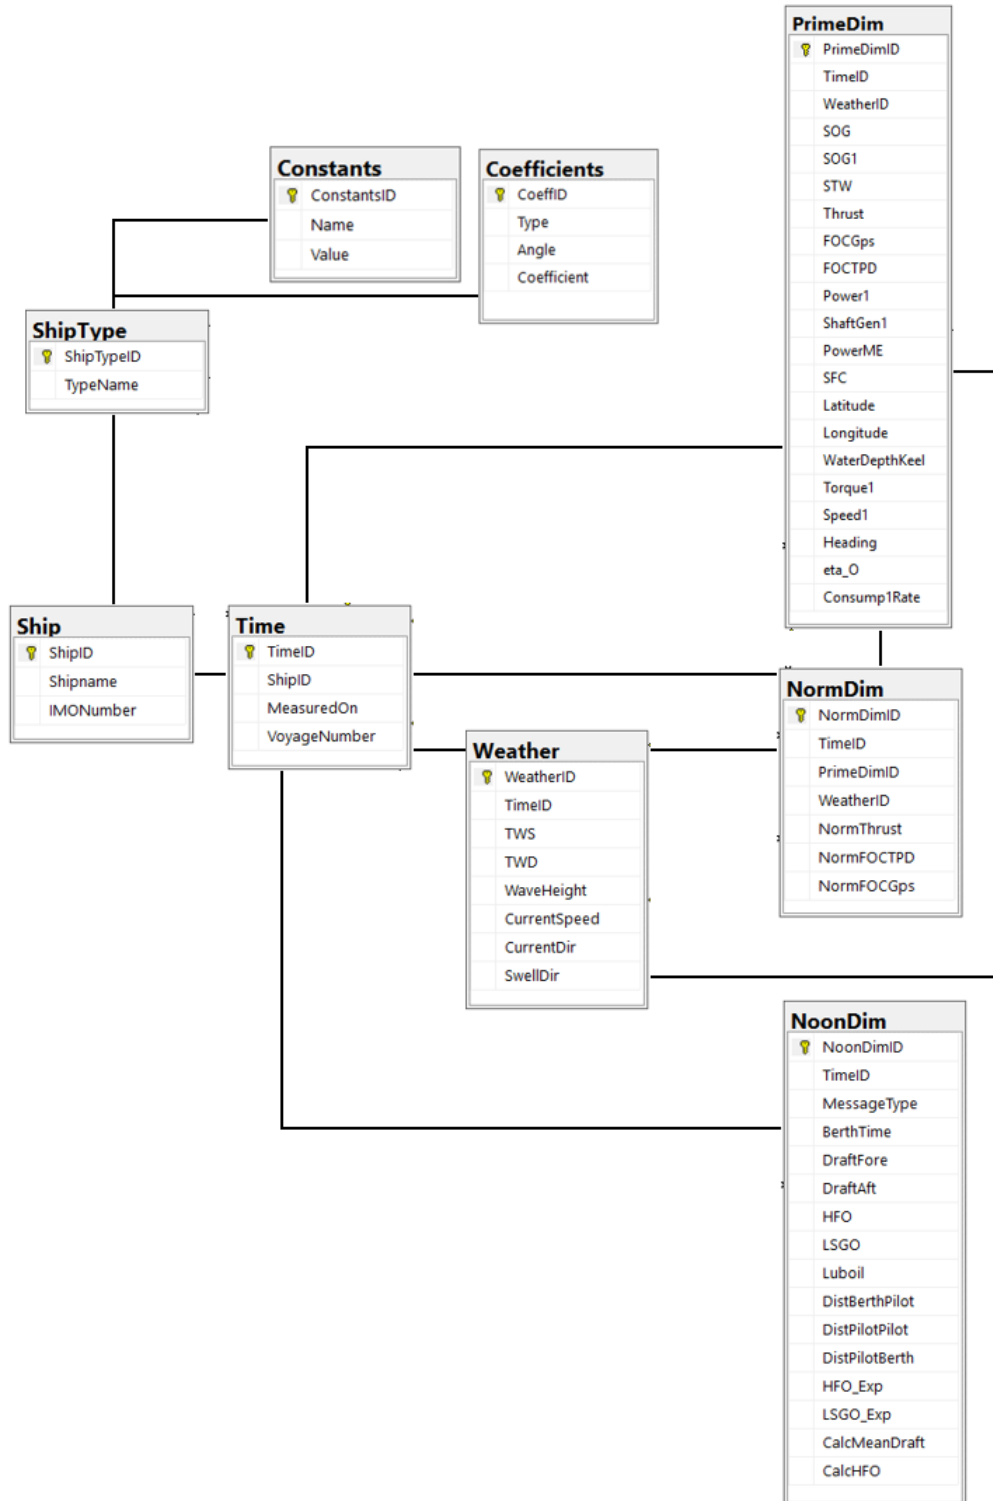 PrimeDim
PrimeDimID
TimeID
WeatherID
SOG
SOG1
STW
Thrust
FOCGps
FOCTPD
Power1
ShaftGen1
PowerME
SFC
Latitude
Longitude
WaterDepthKeel
Torque1
Speed1
Heading
eta_O
Consump1Rate
Constants
ConstantsID
Name
Value
Coefficients
CoeffID
Type
Angle
Coefficient
ShipType
ShipTypeID
TypeName
Ship
ShipID
Shipname
IMONumber
Time
TimeID
ShipID
MeasuredOn
VoyageNumber
Weather
WeatherID
TimeID
TWS
TWD
WaveHeight
CurrentSpeed
CurrentDir
SwellDir
NormDim
NormDimID
TimeID
PrimeDimID
WeatherID
NormThrust
NormFOCTPD
NormFOCGps
NoonDim
NoonDimID
TimeID
MessageType
BerthTime
DraftFore
DraftAft
HFO
LSGO
Luboil
DistBerthPilot
DistPilotPilot
DistPilotBerth
HFO_Exp
LSGO_Exp
CalcMeanDraft
CalcHFO